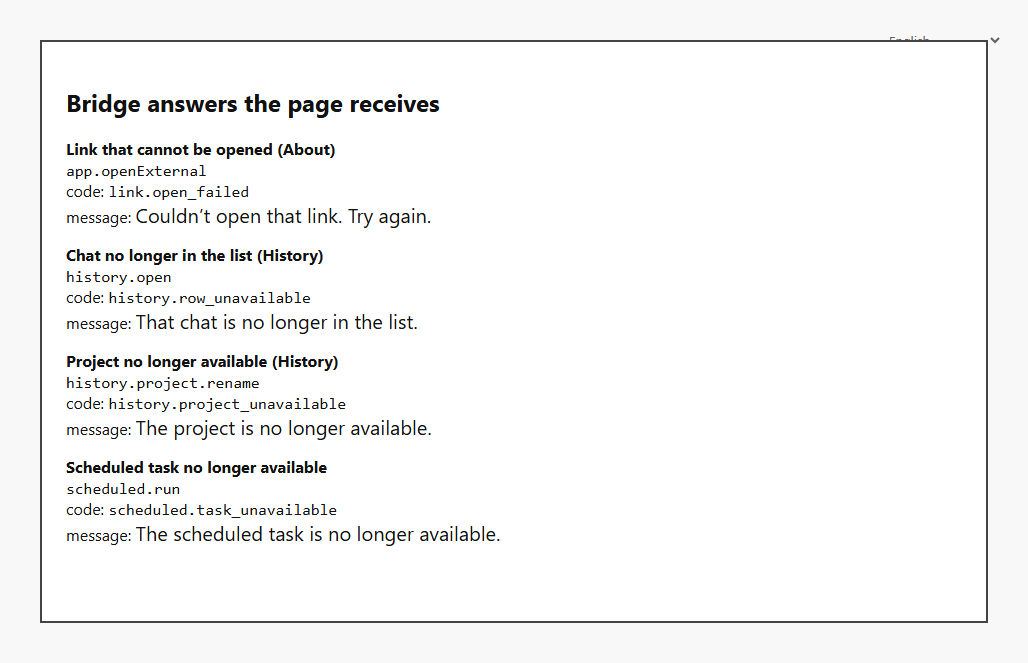 Bridge answers the page receives
Link that cannot be opened (About)
app.openExternal
code: link.open_failed
message: Couldn’t open that link. Try again.
Chat no longer in the list (History)
history.open
code: history.row_unavailable
message: That chat is no longer in the list.
Project no longer available (History)
history.project.rename
code: history.project_unavailable
message: The project is no longer available.
Scheduled task no longer available
scheduled.run
code: scheduled.task_unavailable
message: The scheduled task is no longer available.